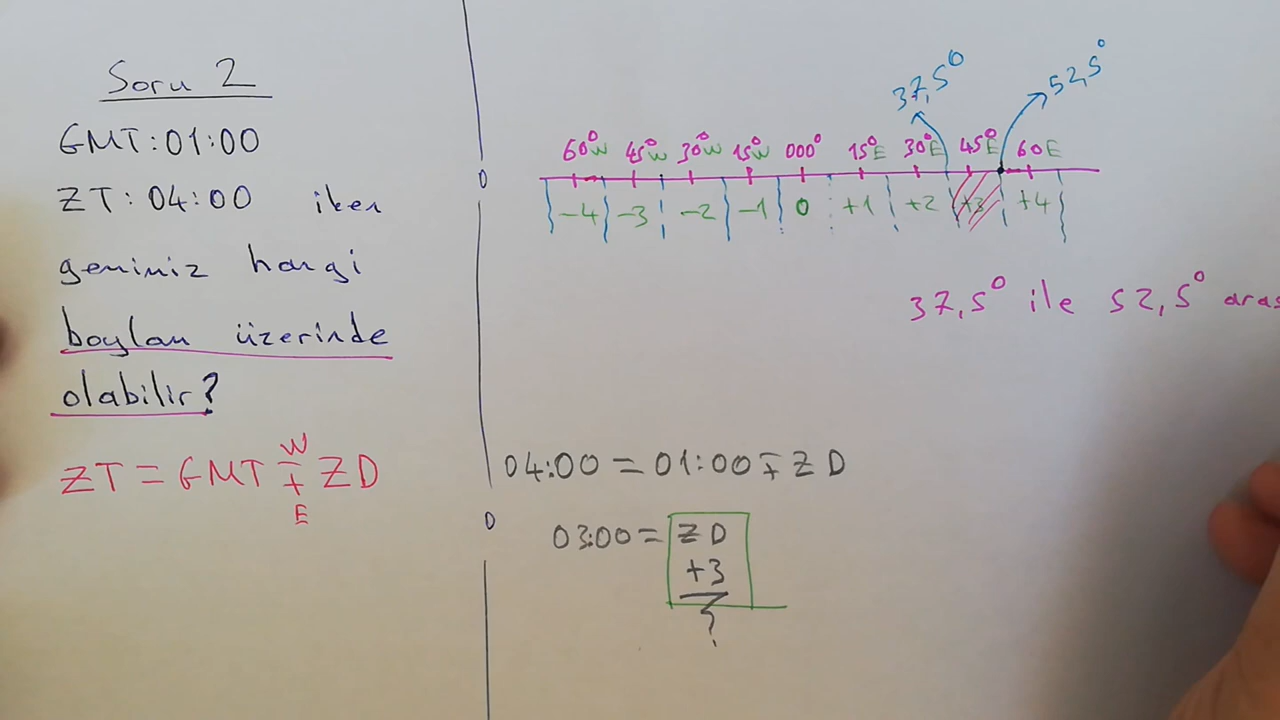 Soru 2
GMT:01:00
ZT: 04:00 iken
geminiz hangi
boylam üzerinde
olabilir?
W
ZT = GMT ∓ ZD
E
37,5° 52,5°
60°W 45°W 30°W 15°W 000° 15°E 30°E 45°E 60E
-4 -3 -2 -1 0 +1 +2 +3 +4
37,5° ile 52,5° aras
04:00 = 01:00 ∓ ZD
03:00 = ZD
+3
?